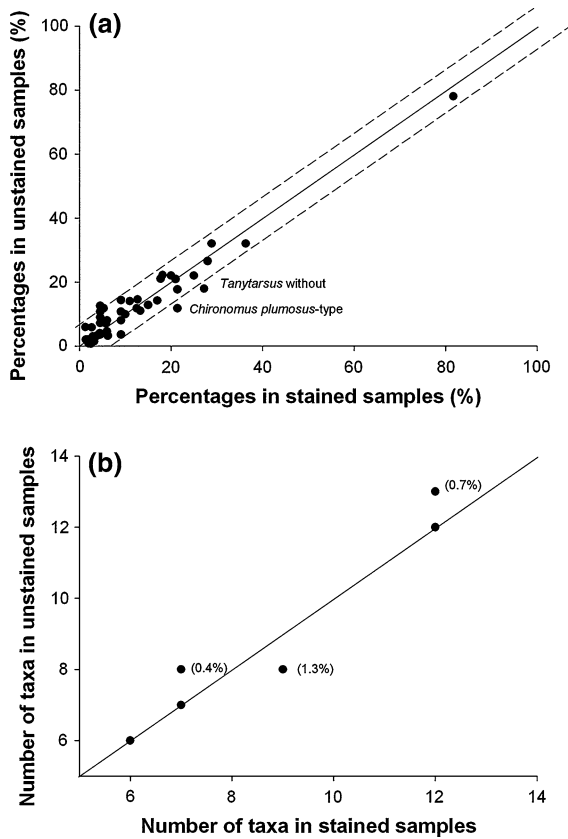 (a)
Percentages in unstained samples (%)
100
80
60
40
20
0
Tanytarsus without
Chironomus plumosus-type
0 20 40 60 80 100
Percentages in stained samples (%)
(b)
Number of taxa in unstained samples
14
12
10
8
6
(0.7%)
(0.4%)
(1.3%)
6 8 10 12 14
Number of taxa in stained samples